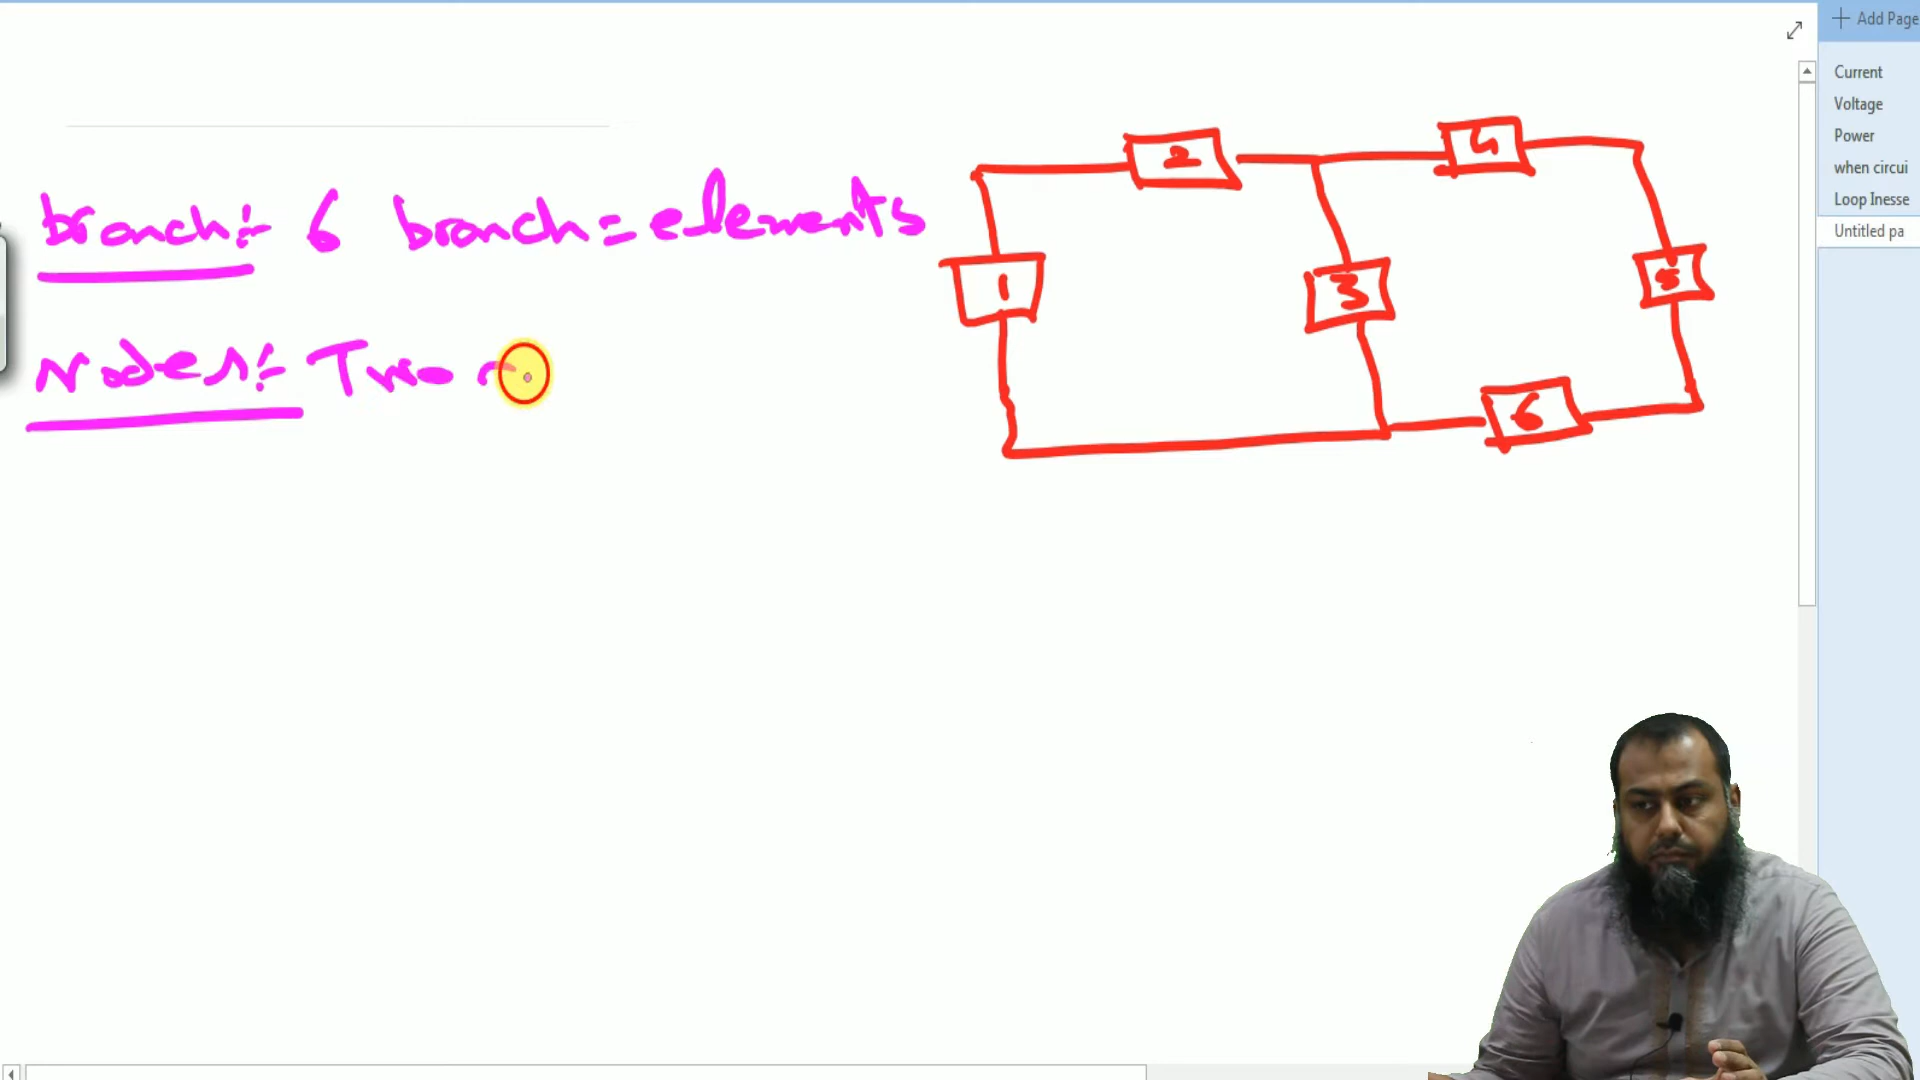 Add Page
Current
Voltage
Power
when circui
Loop Inesse
Untitled pa
branch:- 6 branch = elements
Nodes:- Two
2
4
1
3
5
6